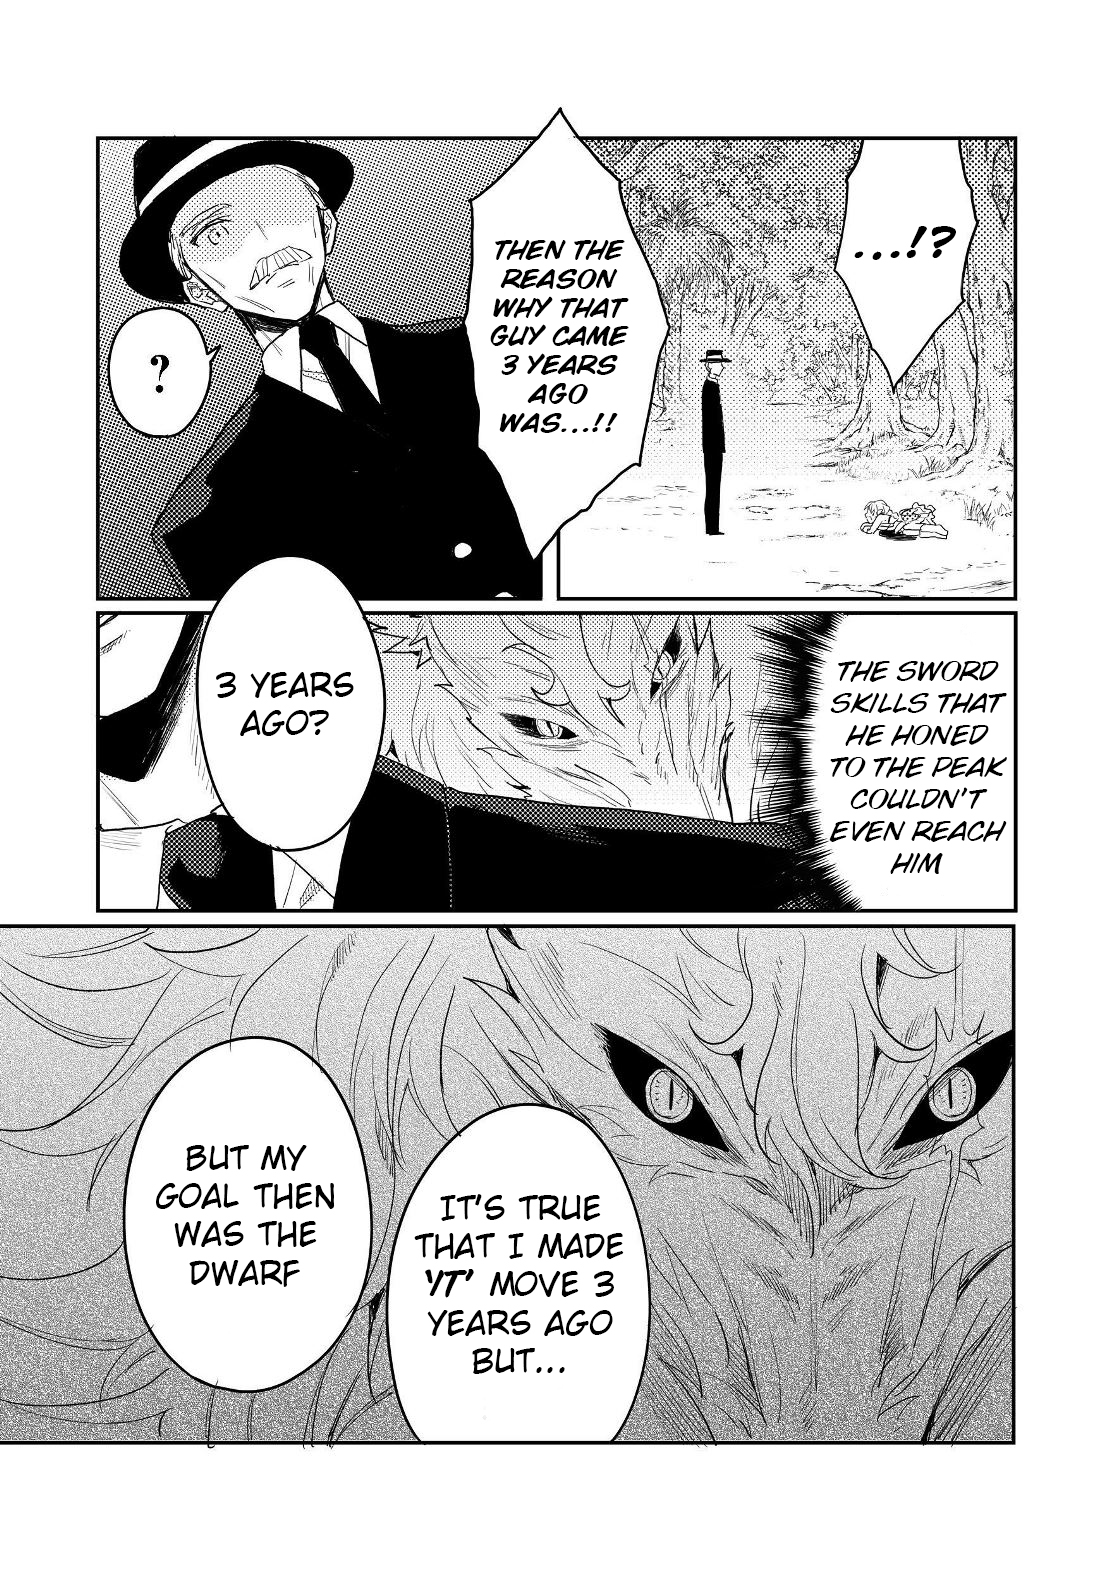 ...!?
THEN THE
REASON
WHY THAT
GUY CAME
3 YEARS
AGO
WAS...!!
?
THE SWORD
SKILLS THAT
HE HONED
TO THE PEAK
COULDN'T
EVEN REACH
HIM
3 YEARS
AGO?
IT'S TRUE
THAT I MADE
'IT' MOVE 3
YEARS AGO
BUT...
BUT MY
GOAL THEN
WAS THE
DWARF